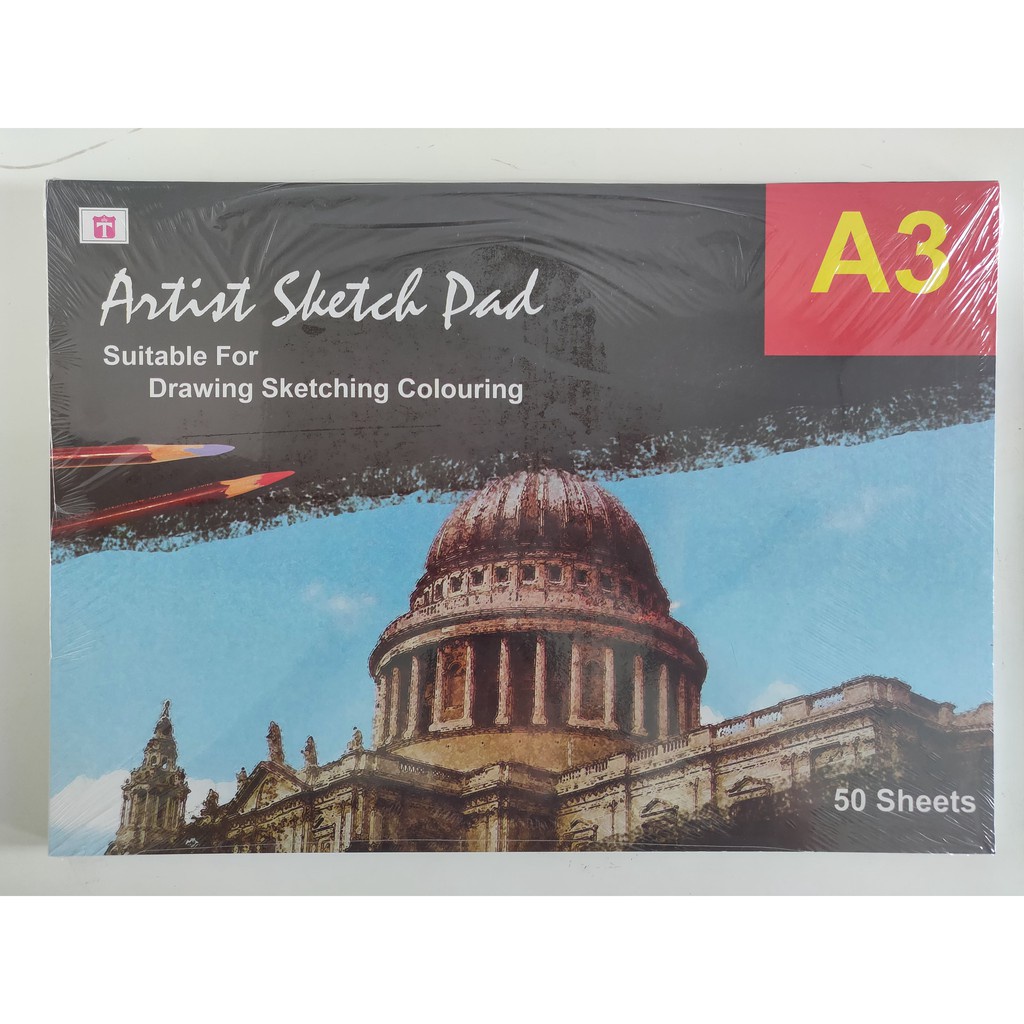 T
Artist Sketch Pad
A3
Suitable For
Drawing Sketching Colouring
50 Sheets